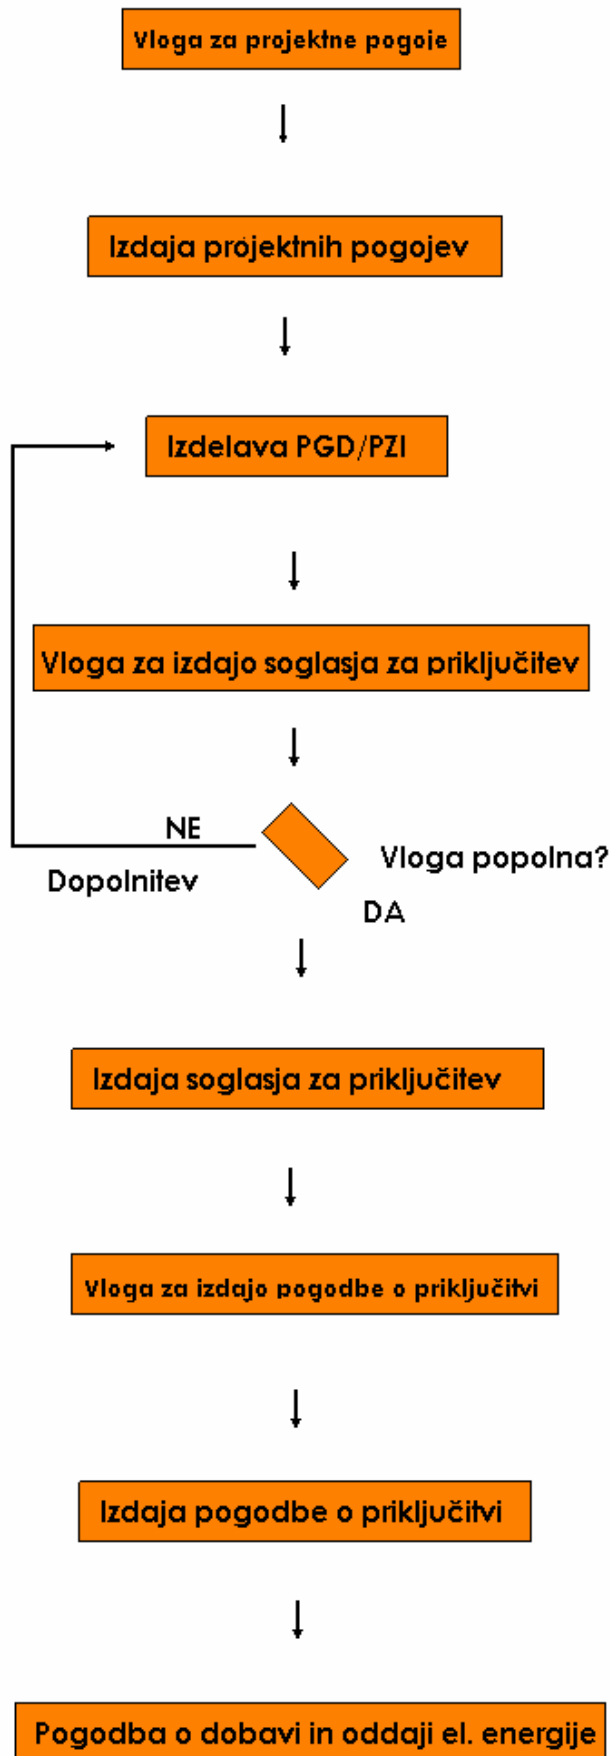 Vloga za projektne pogoje
Izdaja projektnih pogojev
Izdelava PGD/PZI
Vloga za izdajo soglasja za priključitev
NE
Vloga popolna?
Dopolnitev
DA
Izdaja soglasja za priključitev
Vloga za izdajo pogodbe o priključitvi
Izdaja pogodbe o priključitvi
Pogodba o dobavi in oddaji el. energije